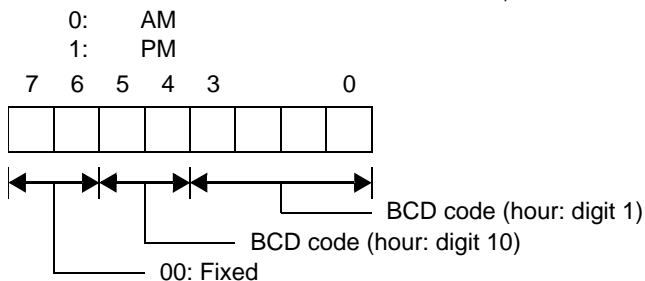 0: AM
1: PM
7 6 5 4 3 0
BCD code (hour: digit 1)
BCD code (hour: digit 10)
00: Fixed